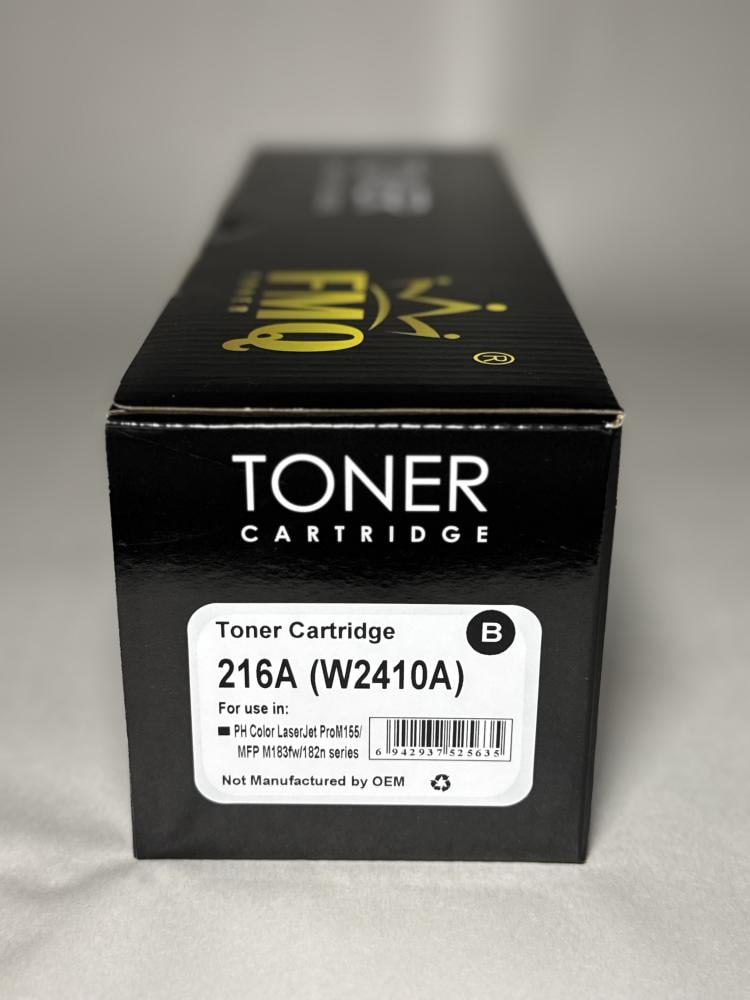 FMQ
TONER
®
TONER
CARTRIDGE
Toner Cartridge
B
216A (W2410A)
For use in:
PH Color LaserJet ProM155/
MFP M183fw/182n series
6 942937 525635
Not Manufactured by OEM